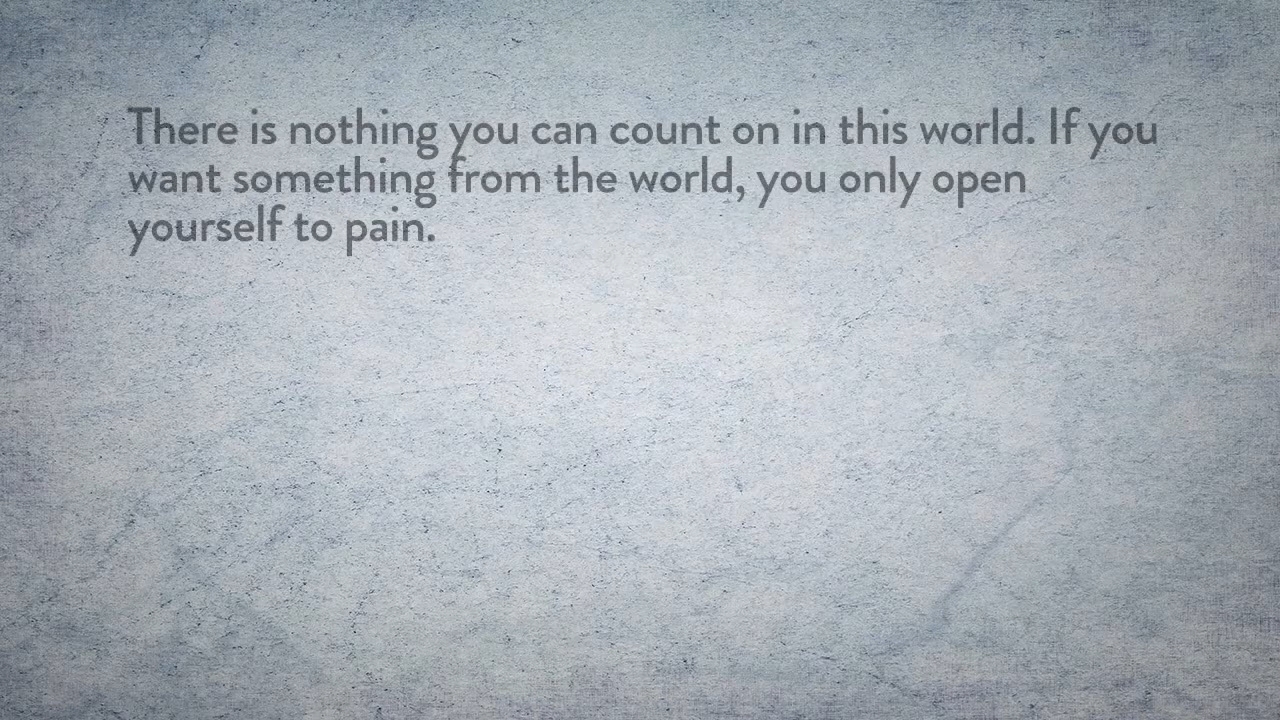 There is nothing you can count on in this world. If you
want something from the world, you only open
yourself to pain.